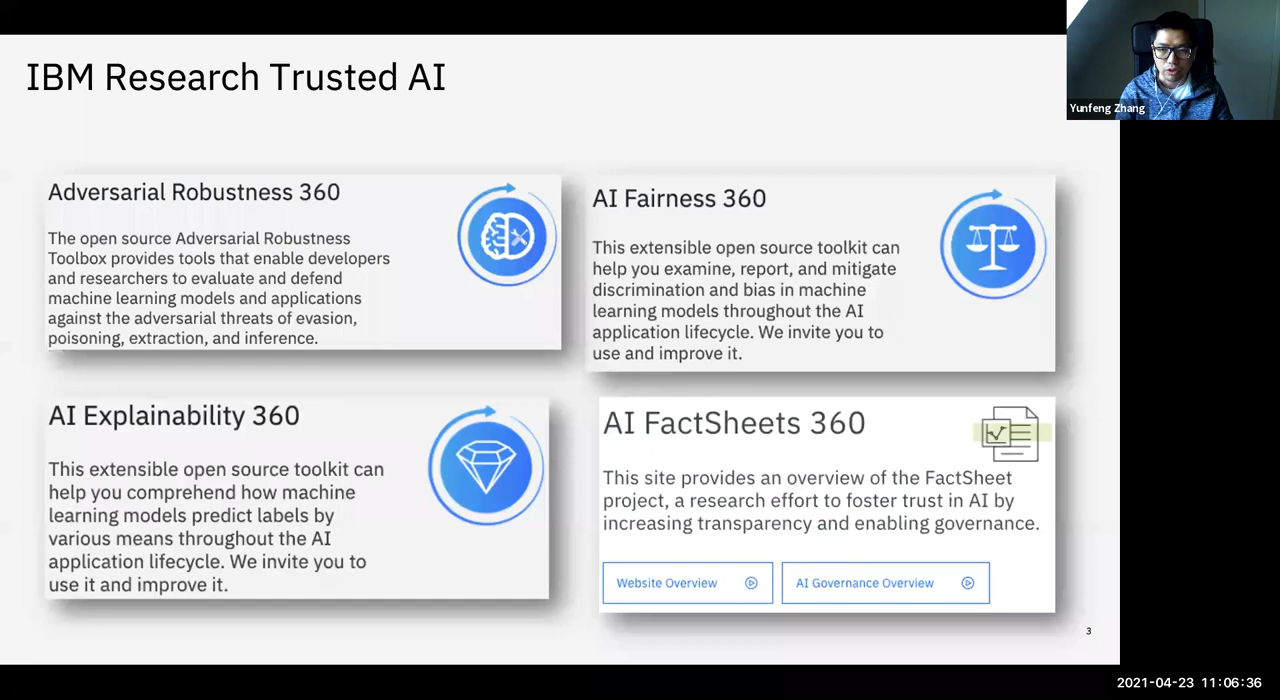 IBM Research Trusted AI
Yunfeng Zhang
Adversarial Robustness 360
The open source Adversarial Robustness
Toolbox provides tools that enable developers
and researchers to evaluate and defend
machine learning models and applications
against the adversarial threats of evasion,
poisoning, extraction, and inference.
AI Fairness 360
This extensible open source toolkit can
help you examine, report, and mitigate
discrimination and bias in machine
learning models throughout the AI
application lifecycle. We invite you to
use and improve it.
AI Explainability 360
This extensible open source toolkit can
help you comprehend how machine
learning models predict labels by
various means throughout the AI
application lifecycle. We invite you to
use it and improve it.
AI FactSheets 360
This site provides an overview of the FactSheet
project, a research effort to foster trust in AI by
increasing transparency and enabling governance.
Website Overview
AI Governance Overview
3
2021-04-23 11:06:36